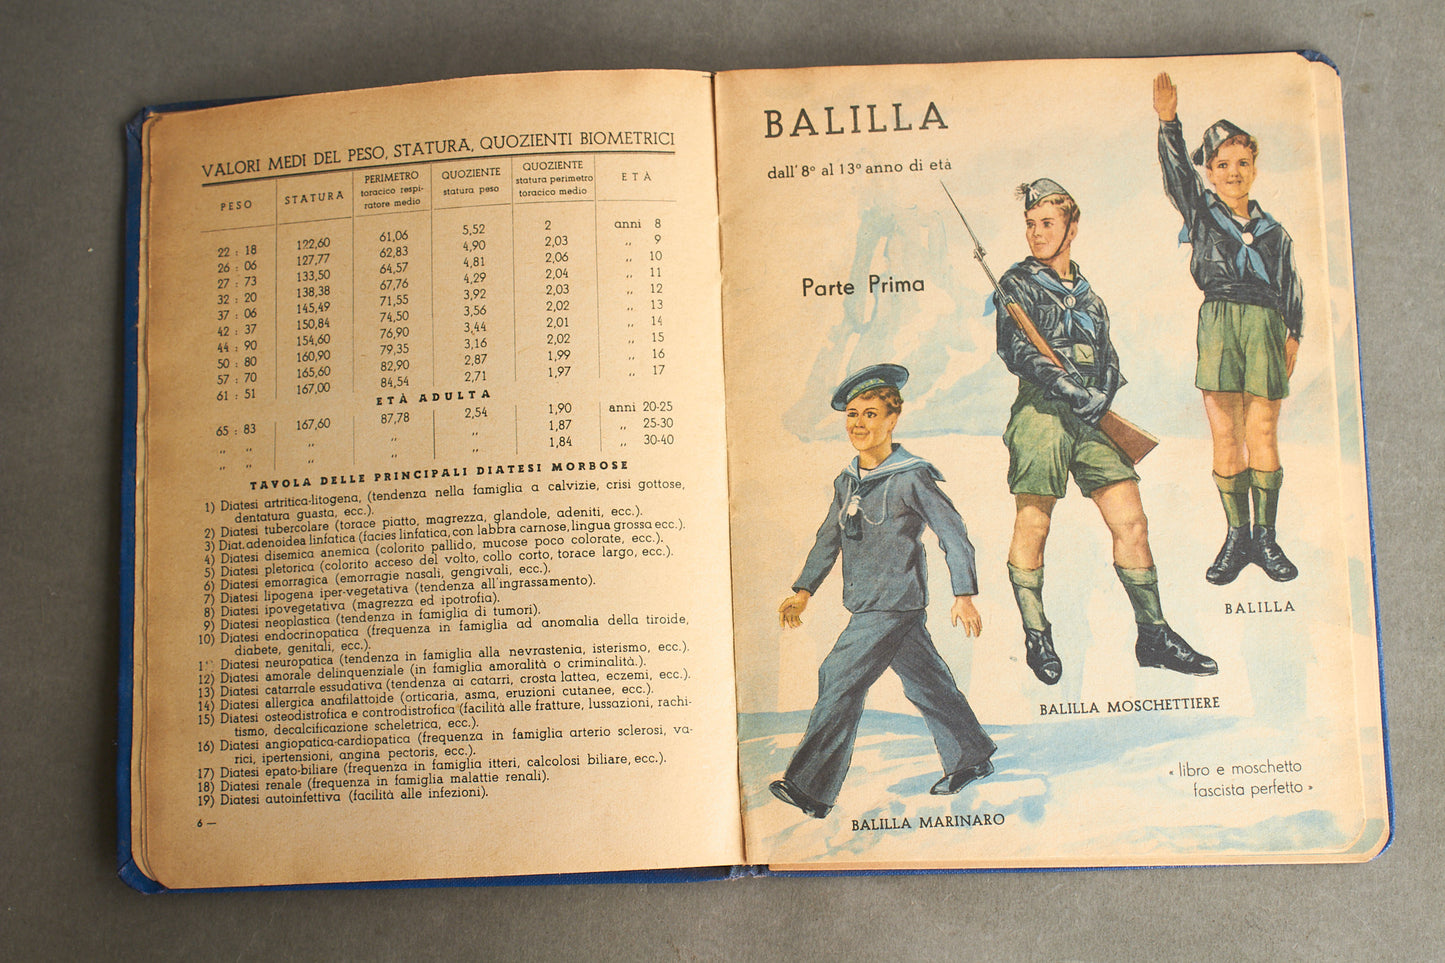 VALORI MEDI DEL PESO, STATURA, QUOZIENTI BIOMETRICI
PESO STATURA PERIMETRO toracico respi-ratore medio QUOZIENTE statura peso QUOZIENTE statura perimetro toracico medio ETÀ
22 : 18 122,60 61,06 5,52 2 anni 8
26 : 06 127,77 62,83 4,90 2,03 „ 9
27 : 73 133,50 64,57 4,81 2,06 „ 10
32 : 20 138,38 67,76 4,29 2,04 „ 11
37 : 06 145,49 71,55 3,92 2,03 „ 12
42 : 37 150,84 74,50 3,56 2,02 „ 13
44 : 90 154,60 76,90 3,44 2,01 „ 14
50 : 80 160,90 79,35 3,16 2,02 „ 15
57 : 70 165,60 82,90 2,87 1,99 „ 16
61 : 51 167,00 84,54 2,71 1,97 „ 17
ETÀ ADULTA
65 : 83 167,60 87,78 2,54 1,90 anni 20-25
„ „ „ „ „ 1,87 „ 25-30
„ „ „ „ „ 1,84 „ 30-40
TAVOLA DELLE PRINCIPALI DIATESI MORBOSE
1) Diatesi artritica-litogena, (tendenza nella famiglia a calvizie, crisi gottose,
dentatura guasta, ecc.).
2) Diatesi tubercolare (torace piatto, magrezza, glandole, adeniti, ecc.).
3) Diat. adenoidea linfatica (facies linfatica, con labbra carnose, lingua grossa ecc.).
4) Diatesi disemica anemica (colorito pallido, mucose poco colorate, ecc.).
5) Diatesi pletorica (colorito acceso del volto, collo corto, torace largo, ecc.).
6) Diatesi emorragica (emorragie nasali, gengivali, ecc.).
7) Diatesi lipogena iper-vegetativa (tendenza all'ingrassamento).
8) Diatesi ipovegetativa (magrezza ed ipotrofia).
9) Diatesi neoplastica (tendenza in famiglia di tumori).
10) Diatesi endocrinopatica (frequenza in famiglia ad anomalia della tiroide,
diabete, genitali, ecc.).
11) Diatesi neuropatica (tendenza in famiglia alla nevrastenia, isterismo, ecc.).
12) Diatesi amorale delinquenziale (in famiglia amoralità o criminalità.).
13) Diatesi catarrale essudativa (tendenza ai catarri, crosta lattea, eczemi, ecc.).
14) Diatesi allergica anafilattoide (orticaria, asma, eruzioni cutanee, ecc.).
15) Diatesi osteodistrofica e controdistrofica (facilità alle fratture, lussazioni, rachi-
tismo, decalcificazione scheletrica, ecc.).
16) Diatesi angiopatica-cardiopatica (frequenza in famiglia arterio sclerosi, va-
rici, ipertensioni, angina pectoris, ecc.).
17) Diatesi epato-biliare (frequenza in famiglia itteri, calcolosi biliare, ecc.).
18) Diatesi renale (frequenza in famiglia malattie renali).
19) Diatesi autoinfettiva (facilità alle infezioni).
6 —
BALILLA
dall' 8º al 13º anno di età
Parte Prima
BALILLA
BALILLA MOSCHETTIERE
BALILLA MARINARO
« libro e moschetto
fascista perfetto »